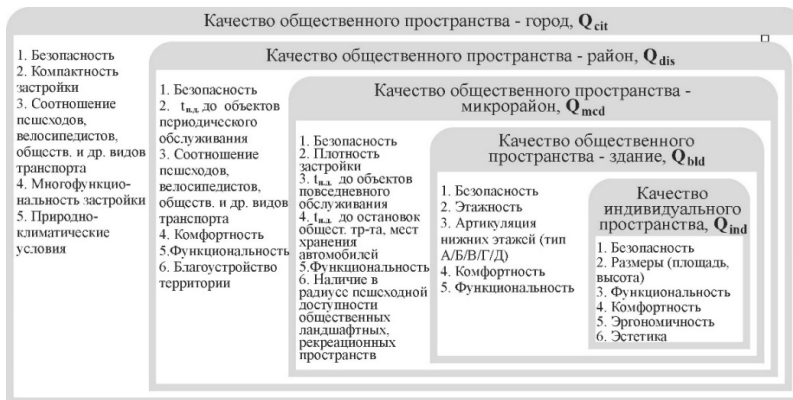 Качество общественного пространства - город, Qcit
1. Безопасность
2. Компактность
застройки
3. Соотношение
пешеходов,
велосипедистов,
обществ. и др. видов
транспорта
4. Многофункцио-
нальность застройки
5. Природно-
климатические
условия
Качество общественного пространства - район, Qdis
1. Безопасность
2. tп.д. до объектов
периодического
обслуживания
3. Соотношение
пешеходов,
велосипедистов,
обществ. и др. видов
транспорта
4. Комфортность
5.Функциональность
6. Благоустройство
территории
Качество общественного пространства -
микрорайон, Qmcd
1. Безопасность
2. Плотность
застройки
3. tп.д. до объектов
повседневного
обслуживания
4. tп.д. до остановок
общест. тр-та, мест
хранения
автомобилей
5.Функциональность
6. Наличие в
радиусе пешеходной
доступности
общественных
ландшафтных,
рекреационных
пространств
Качество общественного
пространства - здание, Qbld
1. Безопасность
2. Этажность
3. Артикуляция
нижних этажей (тип
А/Б/В/Г/Д)
4. Комфортность
5. Функциональность
Качество
индивидуального
пространства, Qind
1. Безопасность
2. Размеры (площадь,
высота)
3. Функциональность
4. Комфортность
5. Эргономичность
6. Эстетика